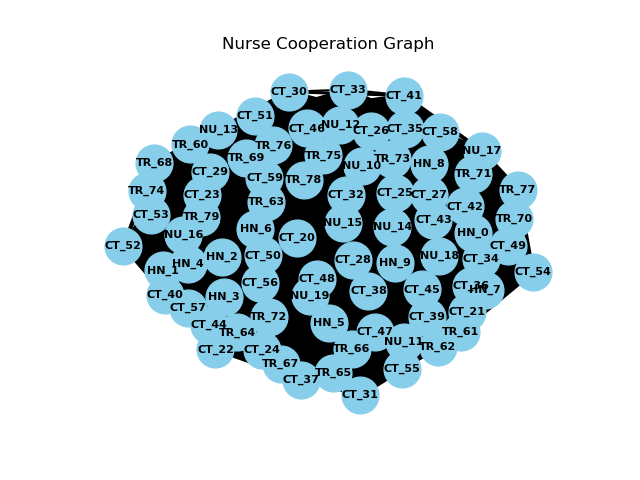 Nurse Cooperation Graph
CT_30
CT_33
CT_41
CT_51
NU_13
CT_46
NU_12
CT_26
CT_35
CT_58
TR_60
TR_76
NU_17
TR_68
TR_69
TR_75
TR_73
HN_8
NU_10
CT_29
TR_71
CT_59
TR_78
TR_74
CT_23
TR_77
CT_32
CT_25
CT_27
TR_63
CT_42
CT_53
TR_79
CT_43
TR_70
NU_15
NU_14
HN_6
NU_16
CT_20
HN_0
CT_52
CT_49
HN_2
CT_50
CT_28
NU_18
CT_34
HN_4
HN_9
HN_1
CT_54
CT_48
CT_56
CT_36
HN_7
CT_38
CT_45
CT_40
HN_3
NU_19
CT_57
CT_21
TR_72
CT_39
HN_5
CT_44
TR_64
CT_47
TR_61
NU_11
CT_22
CT_24
TR_66
TR_62
TR_67
TR_65
CT_55
CT_37
CT_31